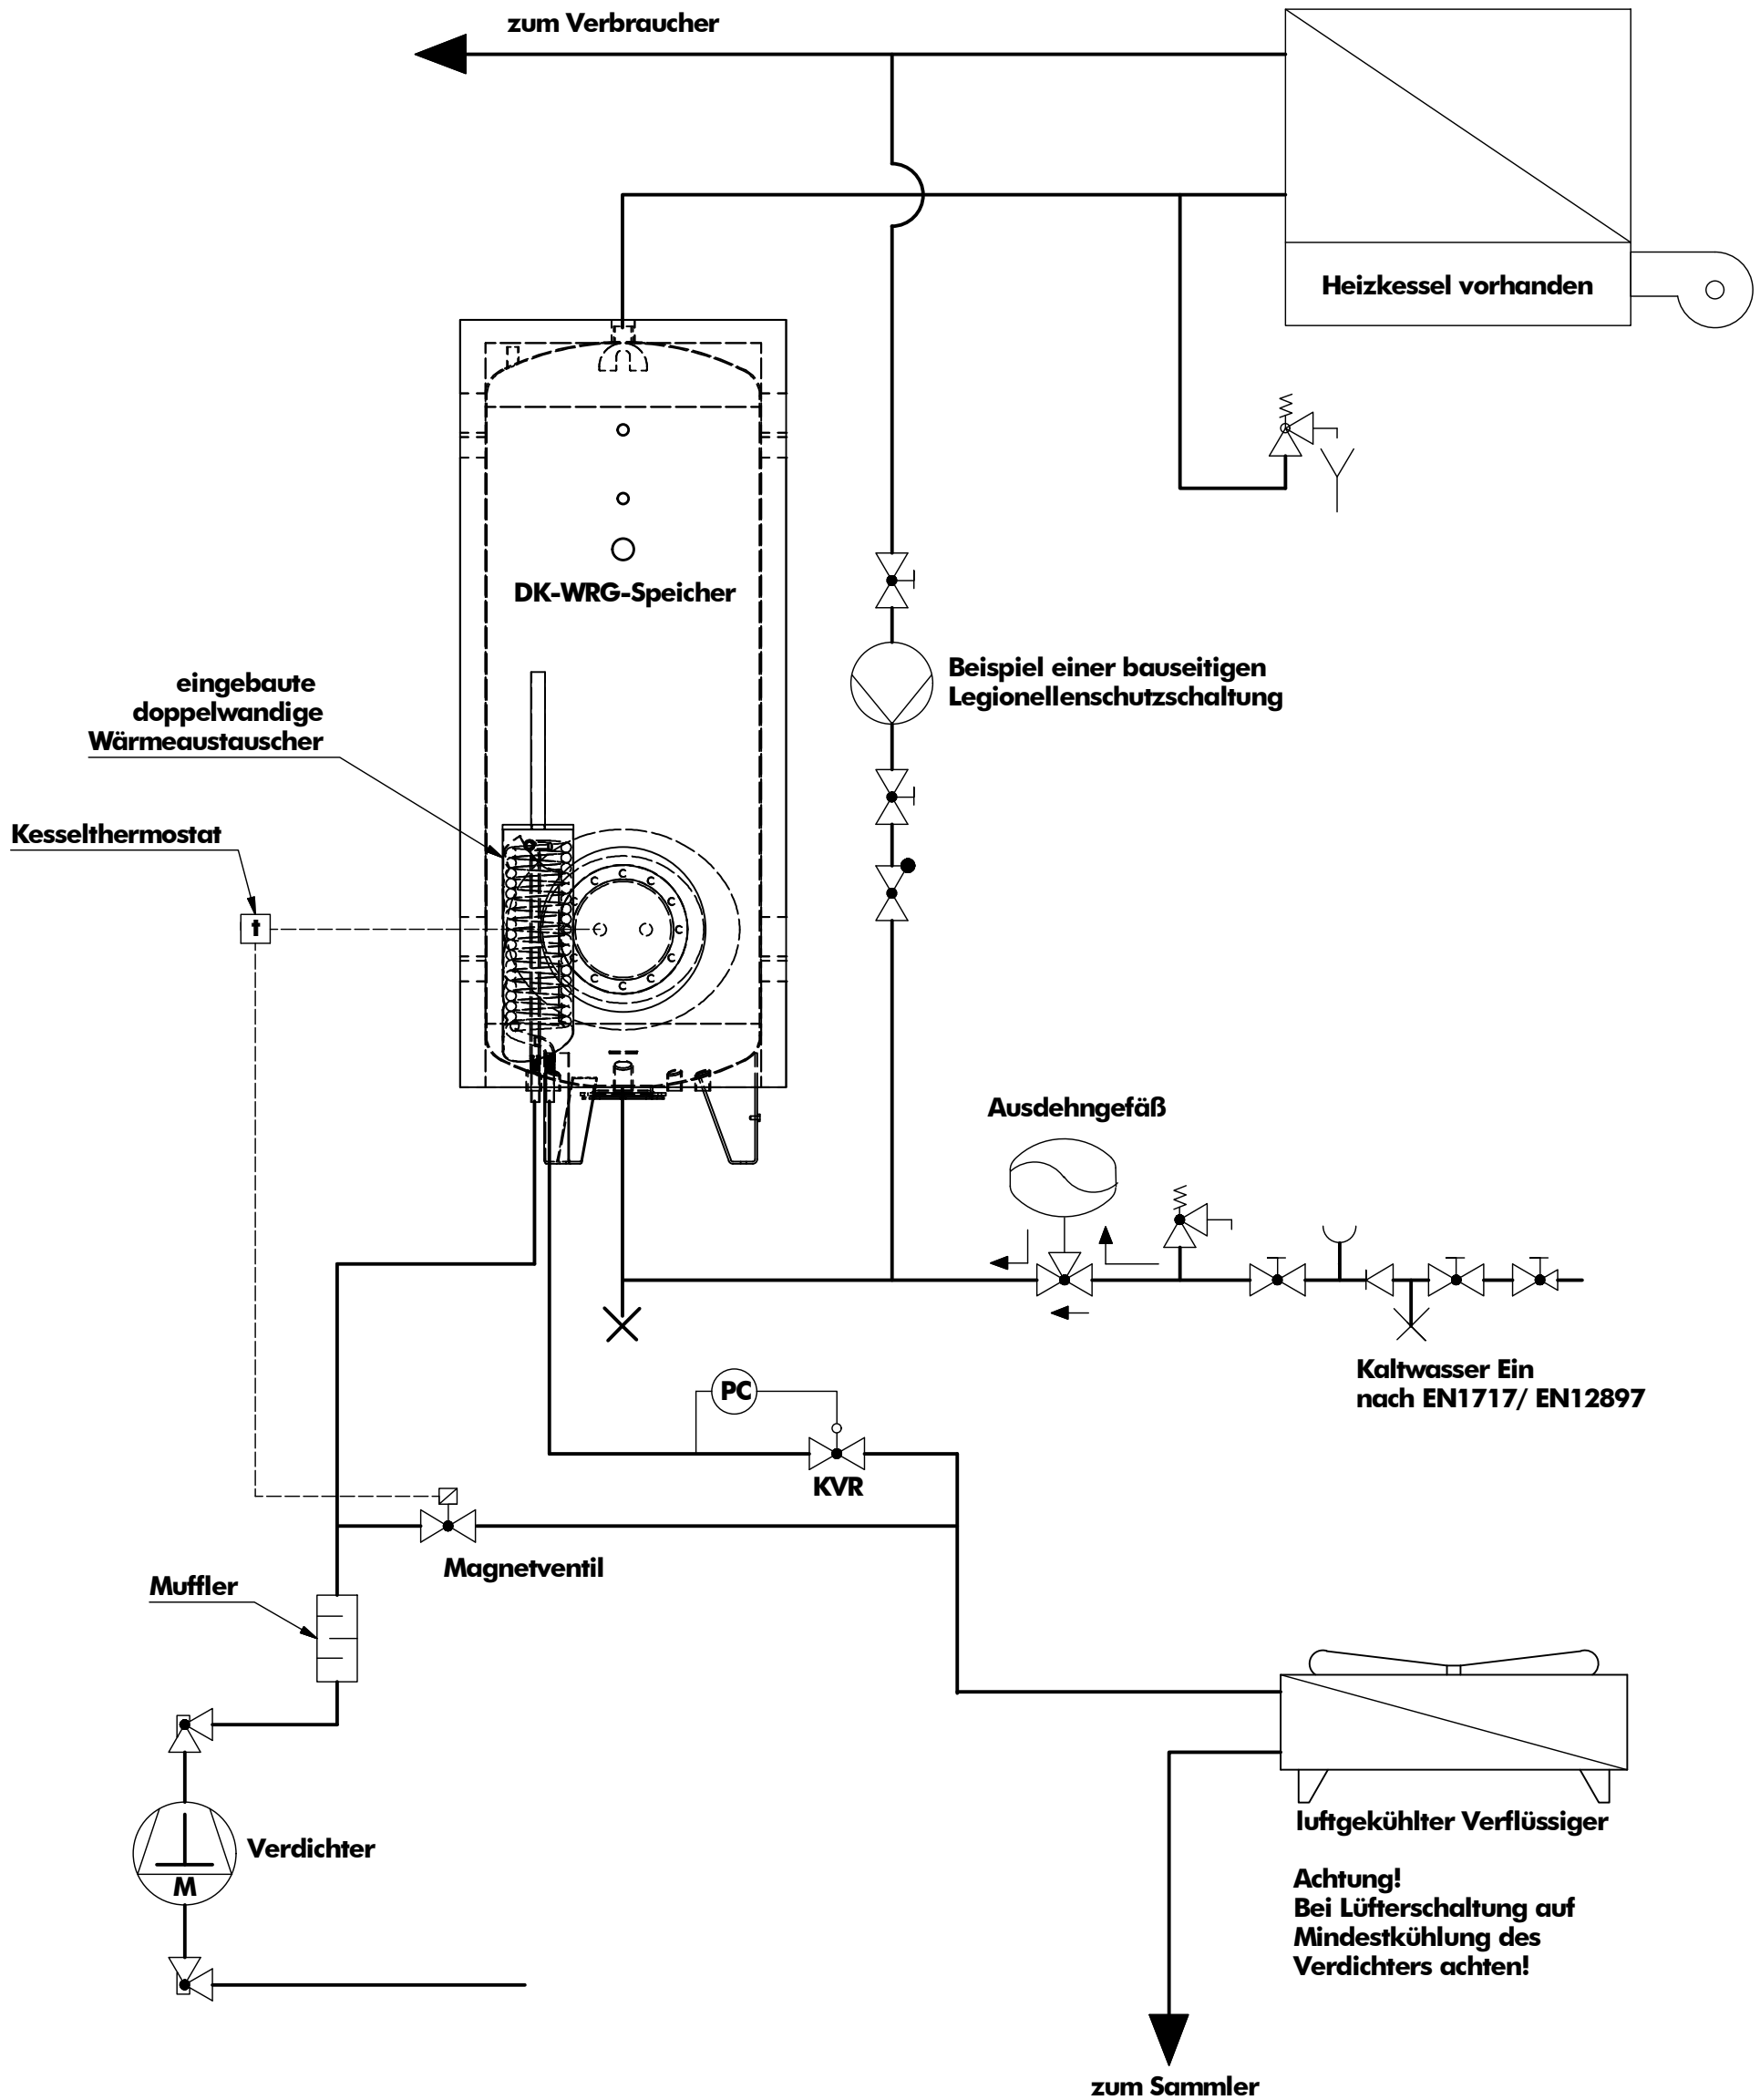 zum Verbraucher
Heizkessel vorhanden
DK-WRG-Speicher
Beispiel einer bauseitigen
Legionellenschutzschaltung
eingebaute
doppelwandige
Wärmeaustauscher
Kesselthermostat
t
Ausdehngefäß
Kaltwasser Ein
nach EN1717/ EN12897
PC
KVR
Magnetventil
Muffler
Verdichter
M
luftgekühlter Verflüssiger
Achtung!
Bei Lüfterschaltung auf
Mindestkühlung des
Verdichters achten!
zum Sammler